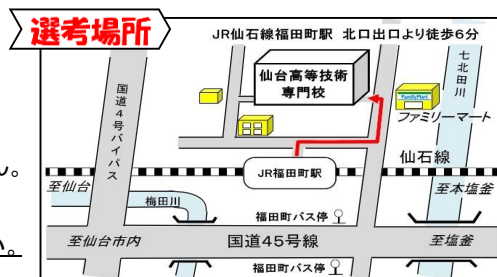 選考場所
JR仙石線福田町駅 北口出口より徒歩6分
仙台高等技術
専門校
国道4号バイパス
七北田川
FamilyMart
ファミリーマート
ん。
仙石線
JR福田町駅
至仙台
至本塩釜
梅田川
福田町バス停
い。
至仙台市内
国道45号線
至塩釜
福田町バス停